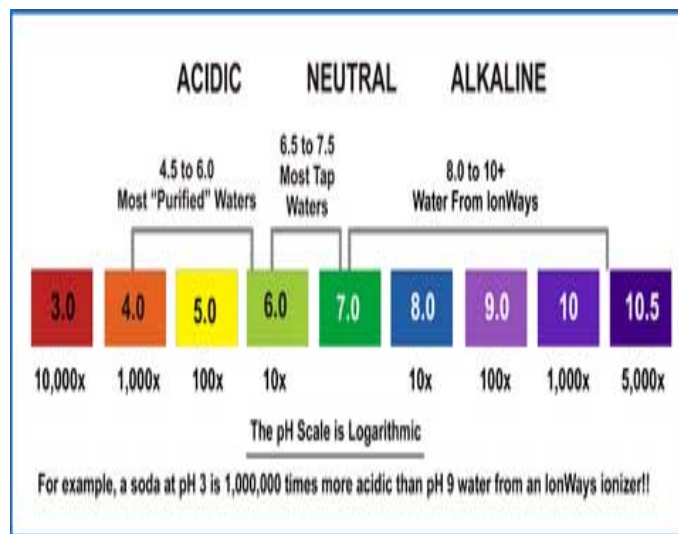 ACIDIC NEUTRAL ALKALINE
6.5 to 7.5
Most Tap
Waters
4.5 to 6.0
Most "Purified" Waters
8.0 to 10+
Water From IonWays
3.0 4.0 5.0 6.0 7.0 8.0 9.0 10 10.5
10,000x 1,000x 100x 10x 10x 100x 1,000x 5,000x
The pH Scale is Logarithmic
For example, a soda at pH 3 is 1,000,000 times more acidic than pH 9 water from an IonWays ionizer!!